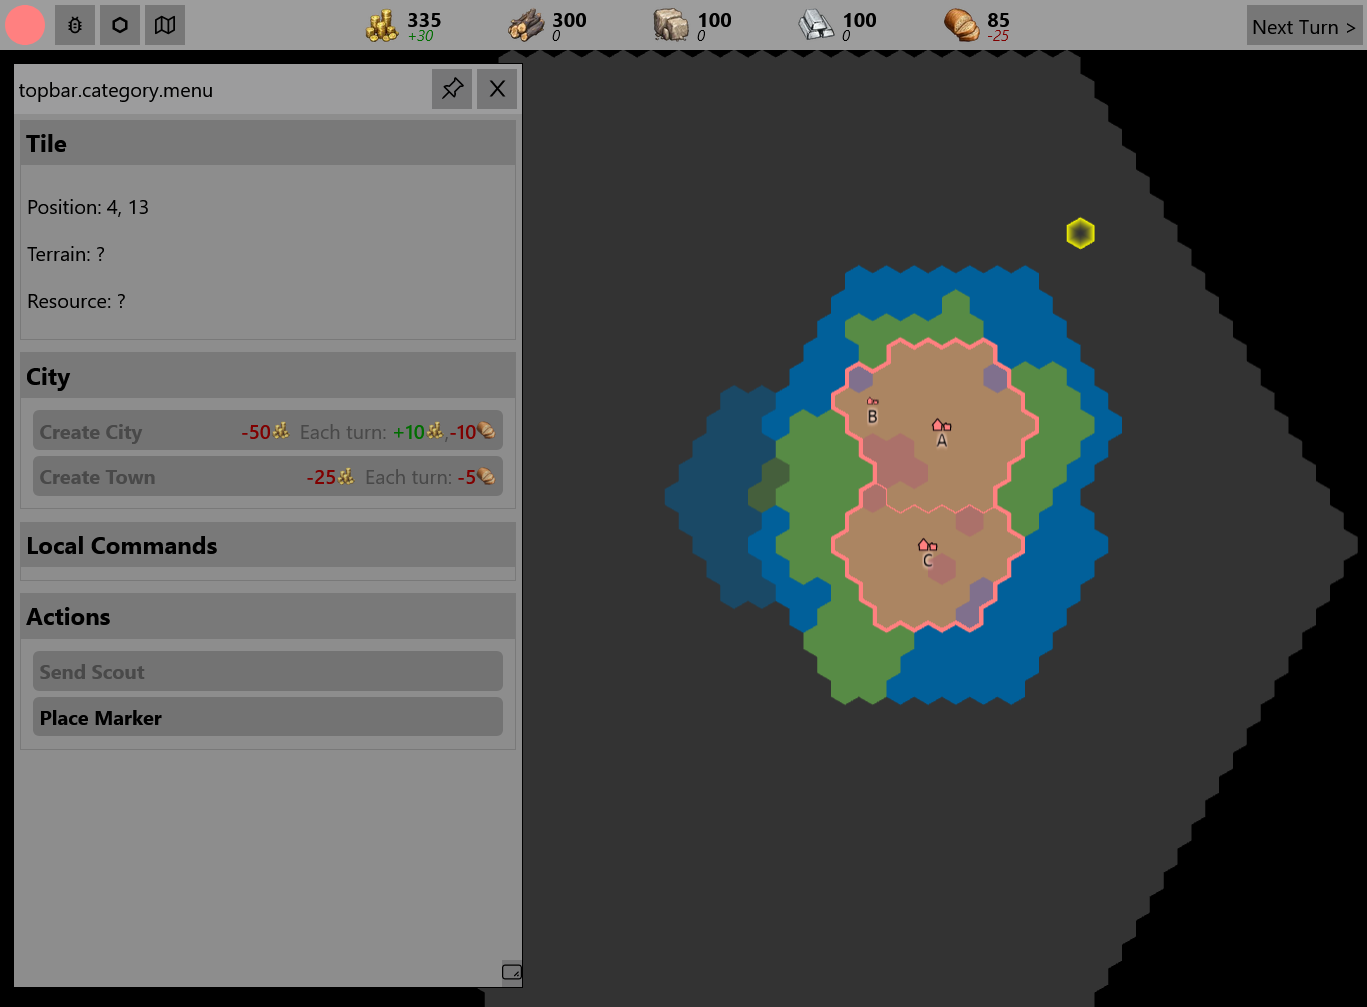 335 300 100 100 85 Next Turn >
+30 0 0 0 -25
topbar.category.menu
Tile
Position: 4, 13
Terrain: ?
Resource: ?
City
Create City -50 Each turn: +10 , -10
Create Town -25 Each turn: -5
Local Commands
Actions
Send Scout
Place Marker
B
A
C